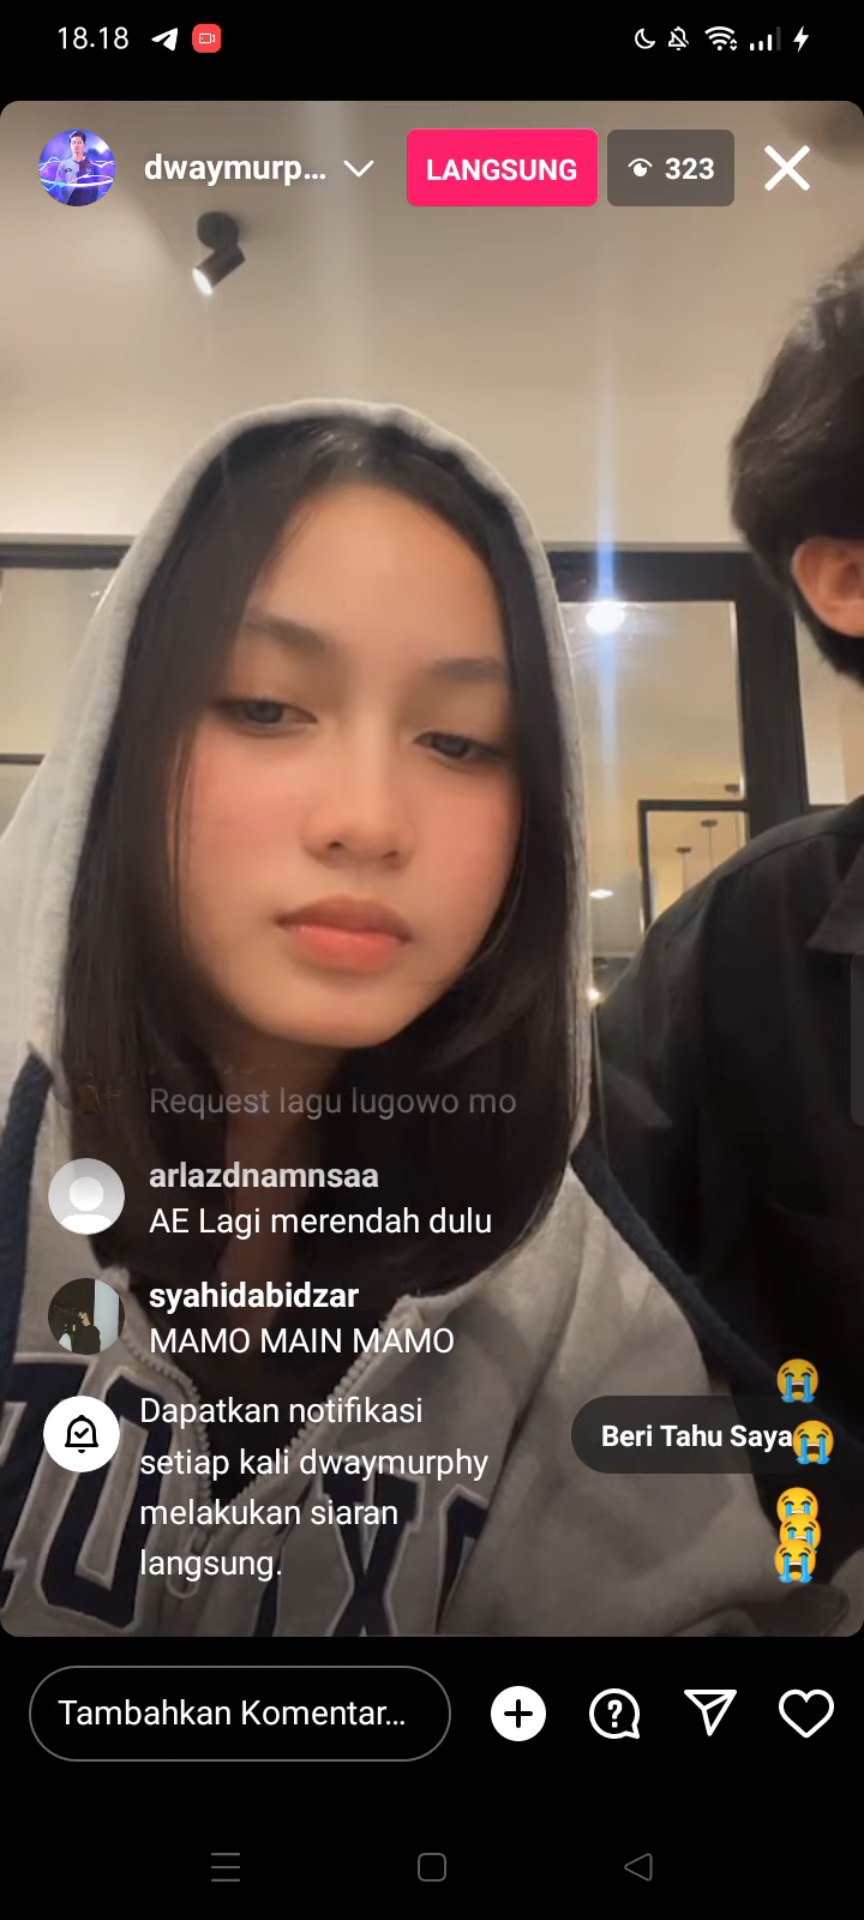 18.18
dwaymurp...
LANGSUNG
323
Request lagu lugowo mo
arlazdnamnsaa
AE Lagi merendah dulu
syahidabidzar
MAMO MAIN MAMO
Dapatkan notifikasi
setiap kali dwaymurphy
melakukan siaran
langsung.
Beri Tahu Saya
Tambahkan Komentar...